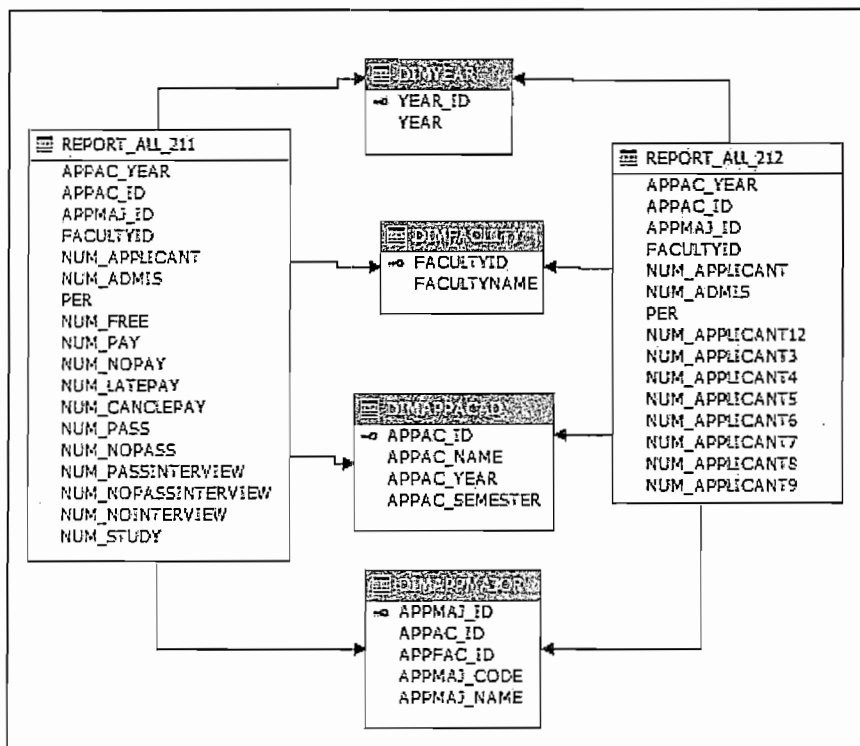 DIMYEAR
YEAR_ID
YEAR
REPORT_ALL_211
APPAC_YEAR
APPAC_ID
APPMAJ_ID
FACULTYID
NUM_APPLICANT
NUM_ADMIS
PER
NUM_FREE
NUM_PAY
NUM_NOPAY
NUM_LATEPAY
NUM_CANCLEPAY
NUM_PASS
NUM_NOPASS
NUM_PASSINTERVIEW
NUM_NOPASSINTERVIEW
NUM_NOINTERVIEW
NUM_STUDY
DIMFACULTY
FACULTYID
FACULTYNAME
DIMAPPACAD
APPAC_ID
APPAC_NAME
APPAC_YEAR
APPAC_SEMESTER
DIMAPPMAJOR
APPMAJ_ID
APPAC_ID
APPFAC_ID
APPMAJ_CODE
APPMAJ_NAME
REPORT_ALL_212
APPAC_YEAR
APPAC_ID
APPMAJ_ID
FACULTYID
NUM_APPLICANT
NUM_ADMIS
PER
NUM_APPLICANT12
NUM_APPLICANT3
NUM_APPLICANT4
NUM_APPLICANT5
NUM_APPLICANT6
NUM_APPLICANT7
NUM_APPLICANT8
NUM_APPLICANT9